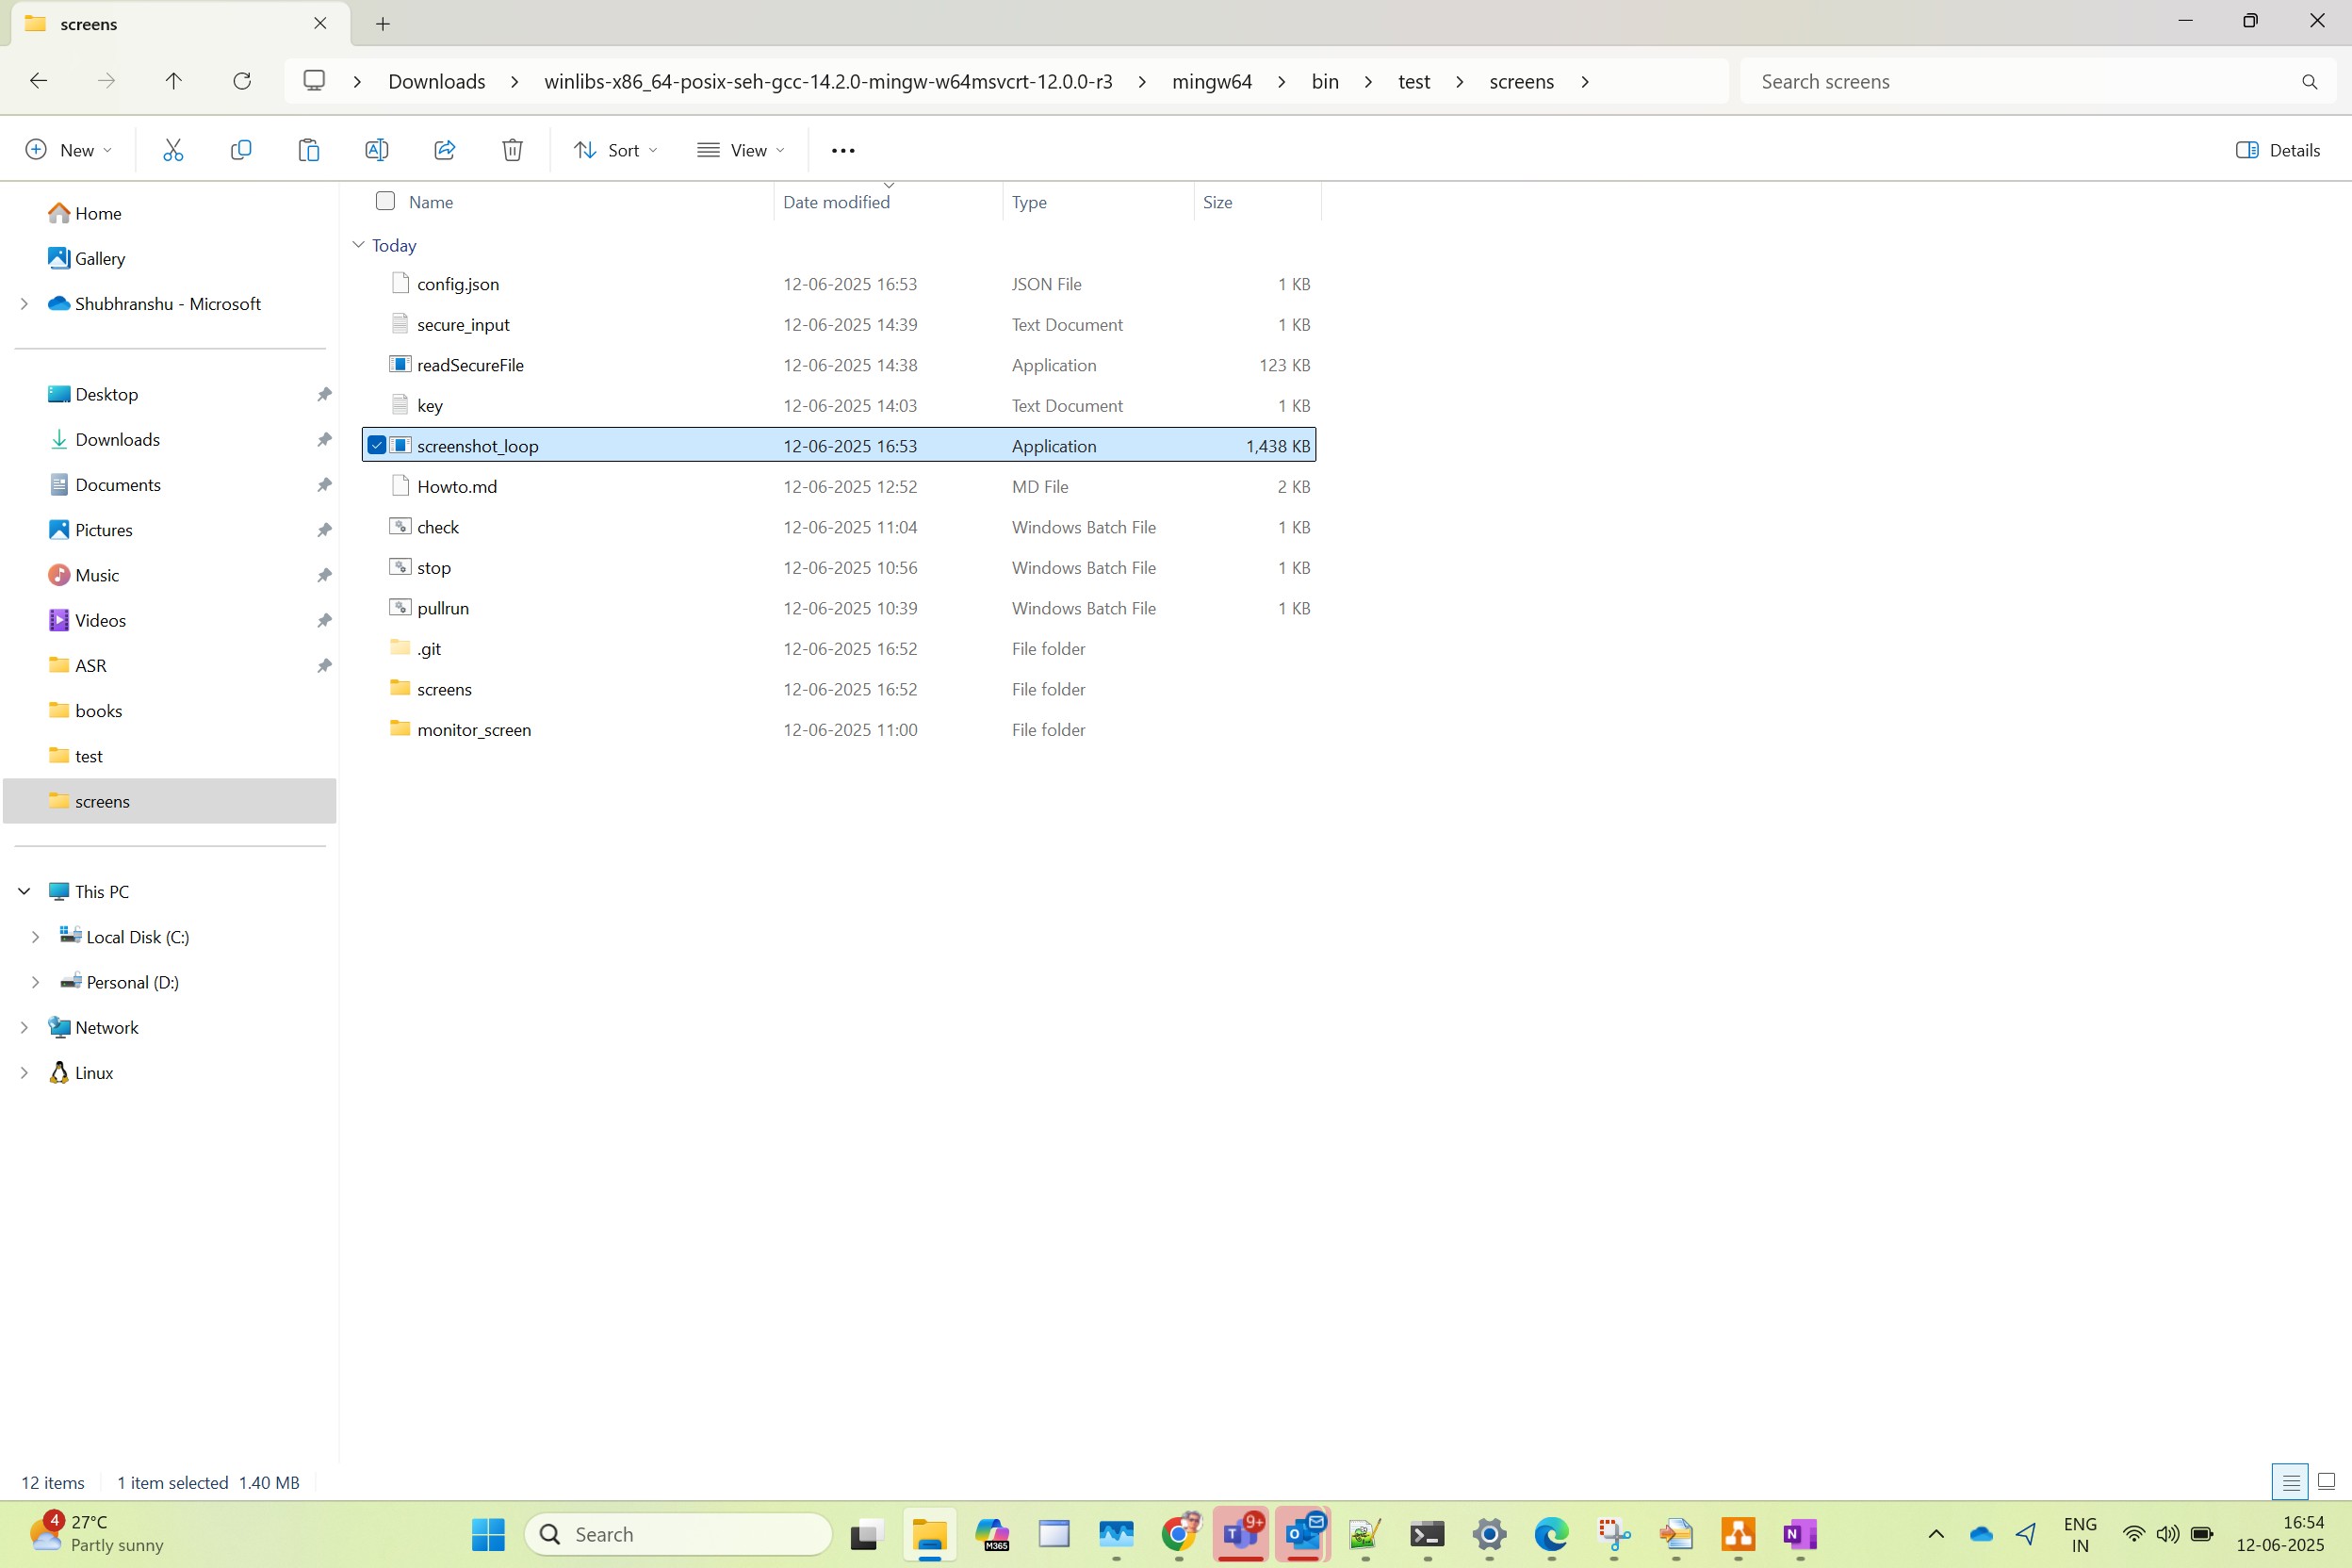 screens
Downloads > winlibs-x86_64-posix-seh-gcc-14.2.0-mingw-w64msvcrt-12.0.0-r3 > mingw64 > bin > test > screens > Search screens
New Sort View ... Details
Name Date modified Type Size
Today
config.json 12-06-2025 16:53 JSON File 1 KB
secure_input 12-06-2025 14:39 Text Document 1 KB
readSecureFile 12-06-2025 14:38 Application 123 KB
key 12-06-2025 14:03 Text Document 1 KB
screenshot_loop 12-06-2025 16:53 Application 1,438 KB
Howto.md 12-06-2025 12:52 MD File 2 KB
check 12-06-2025 11:04 Windows Batch File 1 KB
stop 12-06-2025 10:56 Windows Batch File 1 KB
pullrun 12-06-2025 10:39 Windows Batch File 1 KB
.git 12-06-2025 16:52 File folder
screens 12-06-2025 16:52 File folder
monitor_screen 12-06-2025 11:00 File folder
Home
Gallery
Shubhranshu - Microsoft
Desktop
Downloads
Documents
Pictures
Music
Videos
ASR
books
test
screens
This PC
Local Disk (C:)
Personal (D:)
Network
Linux
12 items 1 item selected 1.40 MB
4 27°C
Partly sunny
Search
M365
T 9+
O
N
ENG
IN
16:54
12-06-2025